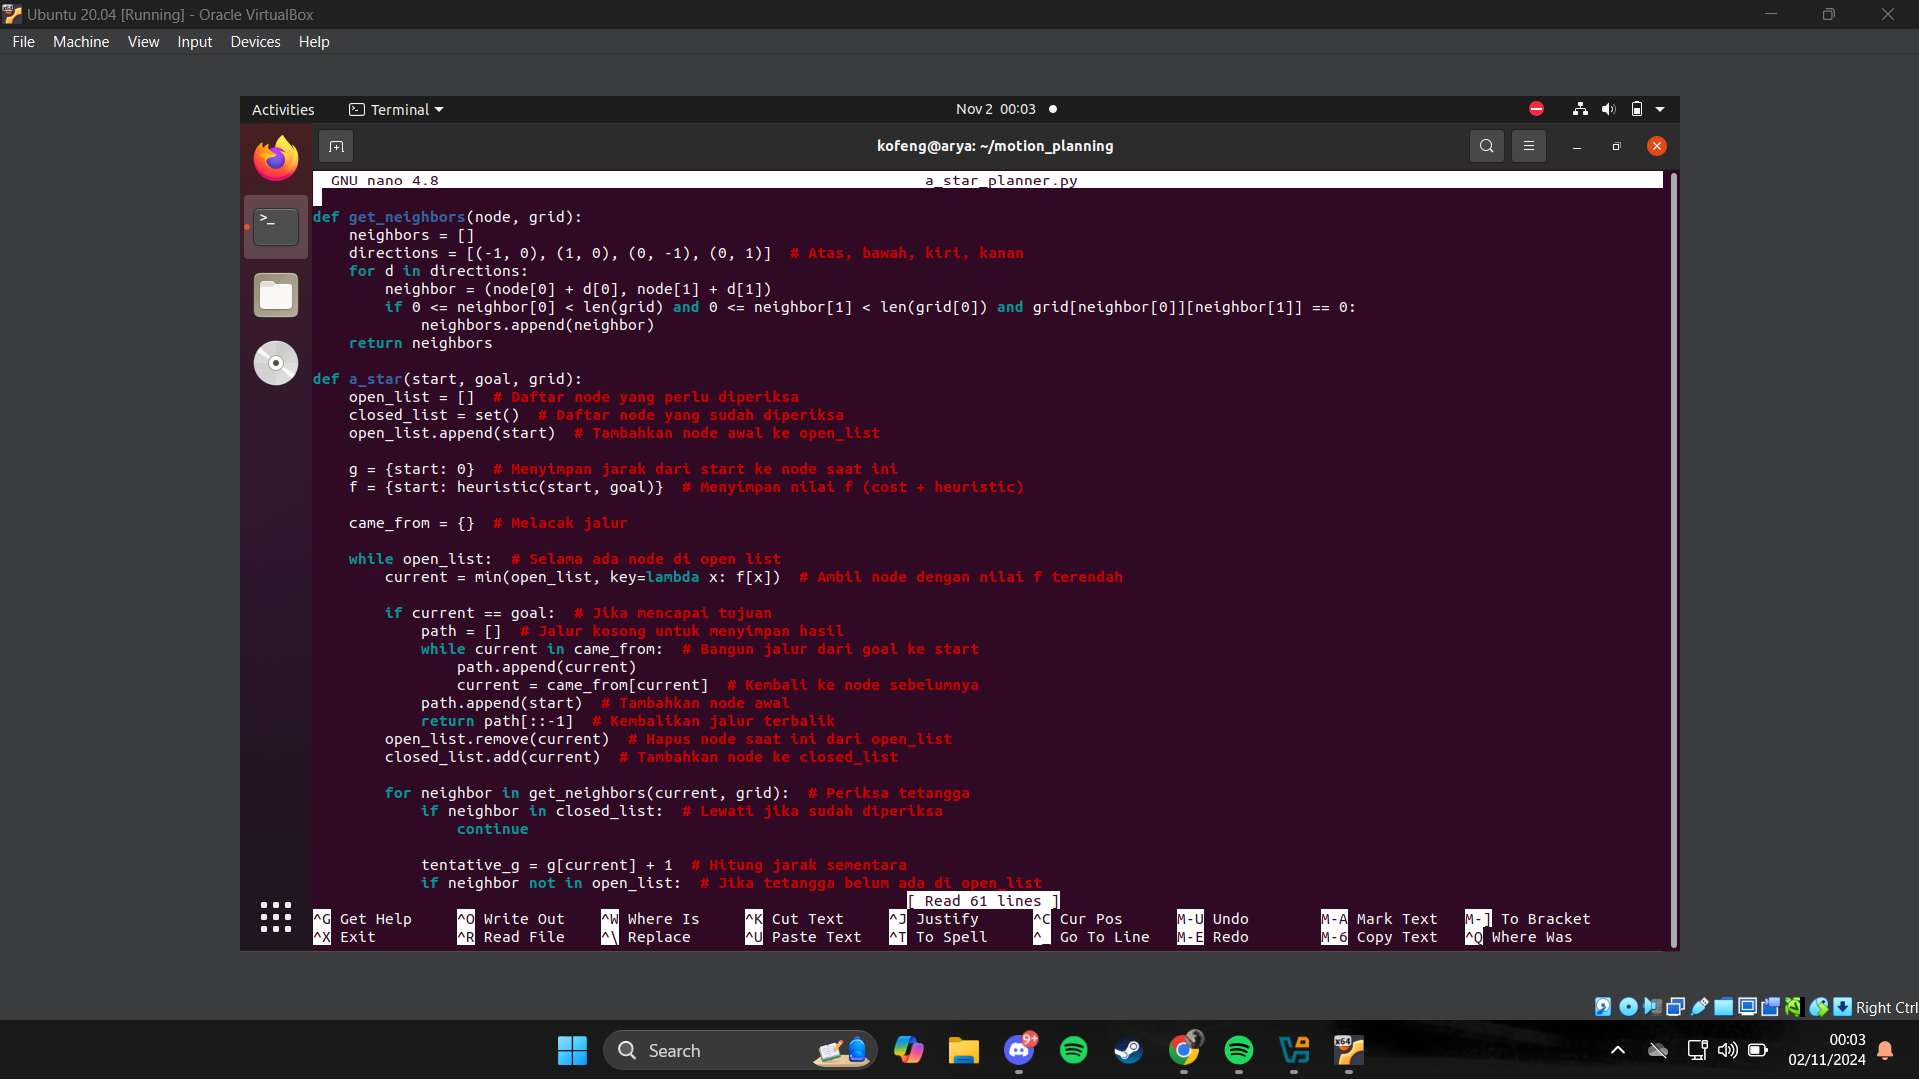 Ubuntu 20.04 [Running] - Oracle VirtualBox
File Machine View Input Devices Help
Activities Terminal Nov 2 00:03
kofeng@arya: ~/motion_planning
GNU nano 4.8 a_star_planner.py
def get_neighbors(node, grid):
    neighbors = []
    directions = [(-1, 0), (1, 0), (0, -1), (0, 1)]  # Atas, bawah, kiri, kanan
    for d in directions:
        neighbor = (node[0] + d[0], node[1] + d[1])
        if 0 <= neighbor[0] < len(grid) and 0 <= neighbor[1] < len(grid[0]) and grid[neighbor[0]][neighbor[1]] == 0:
            neighbors.append(neighbor)
    return neighbors
def a_star(start, goal, grid):
    open_list = []  # Daftar node yang perlu diperiksa
    closed_list = set()  # Daftar node yang sudah diperiksa
    open_list.append(start)  # Tambahkan node awal ke open_list
    g = {start: 0}  # Menyimpan jarak dari start ke node saat ini
    f = {start: heuristic(start, goal)}  # Menyimpan nilai f (cost + heuristic)
    came_from = {}  # Melacak jalur
    while open_list:  # Selama ada node di open list
        current = min(open_list, key=lambda x: f[x])  # Ambil node dengan nilai f terendah
        if current == goal:  # Jika mencapai tujuan
            path = []  # Jalur kosong untuk menyimpan hasil
            while current in came_from:  # Bangun jalur dari goal ke start
                path.append(current)
                current = came_from[current]  # Kembali ke node sebelumnya
            path.append(start)  # Tambahkan node awal
            return path[::-1]  # Kembalikan jalur terbalik
        open_list.remove(current)  # Hapus node saat ini dari open_list
        closed_list.add(current)  # Tambahkan node ke closed_list
        for neighbor in get_neighbors(current, grid):  # Periksa tetangga
            if neighbor in closed_list:  # Lewati jika sudah diperiksa
                continue
            tentative_g = g[current] + 1  # Hitung jarak sementara
            if neighbor not in open_list:  # Jika tetangga belum ada di open_list
[ Read 61 lines ]
^G Get Help ^O Write Out ^W Where Is ^K Cut Text ^J Justify ^C Cur Pos M-U Undo M-A Mark Text M-] To Bracket
^X Exit ^R Read File ^\ Replace ^U Paste Text ^T To Spell ^_ Go To Line M-E Redo M-6 Copy Text ^Q Where Was
Right Ctrl
Search 9+ x64 00:03
02/11/2024